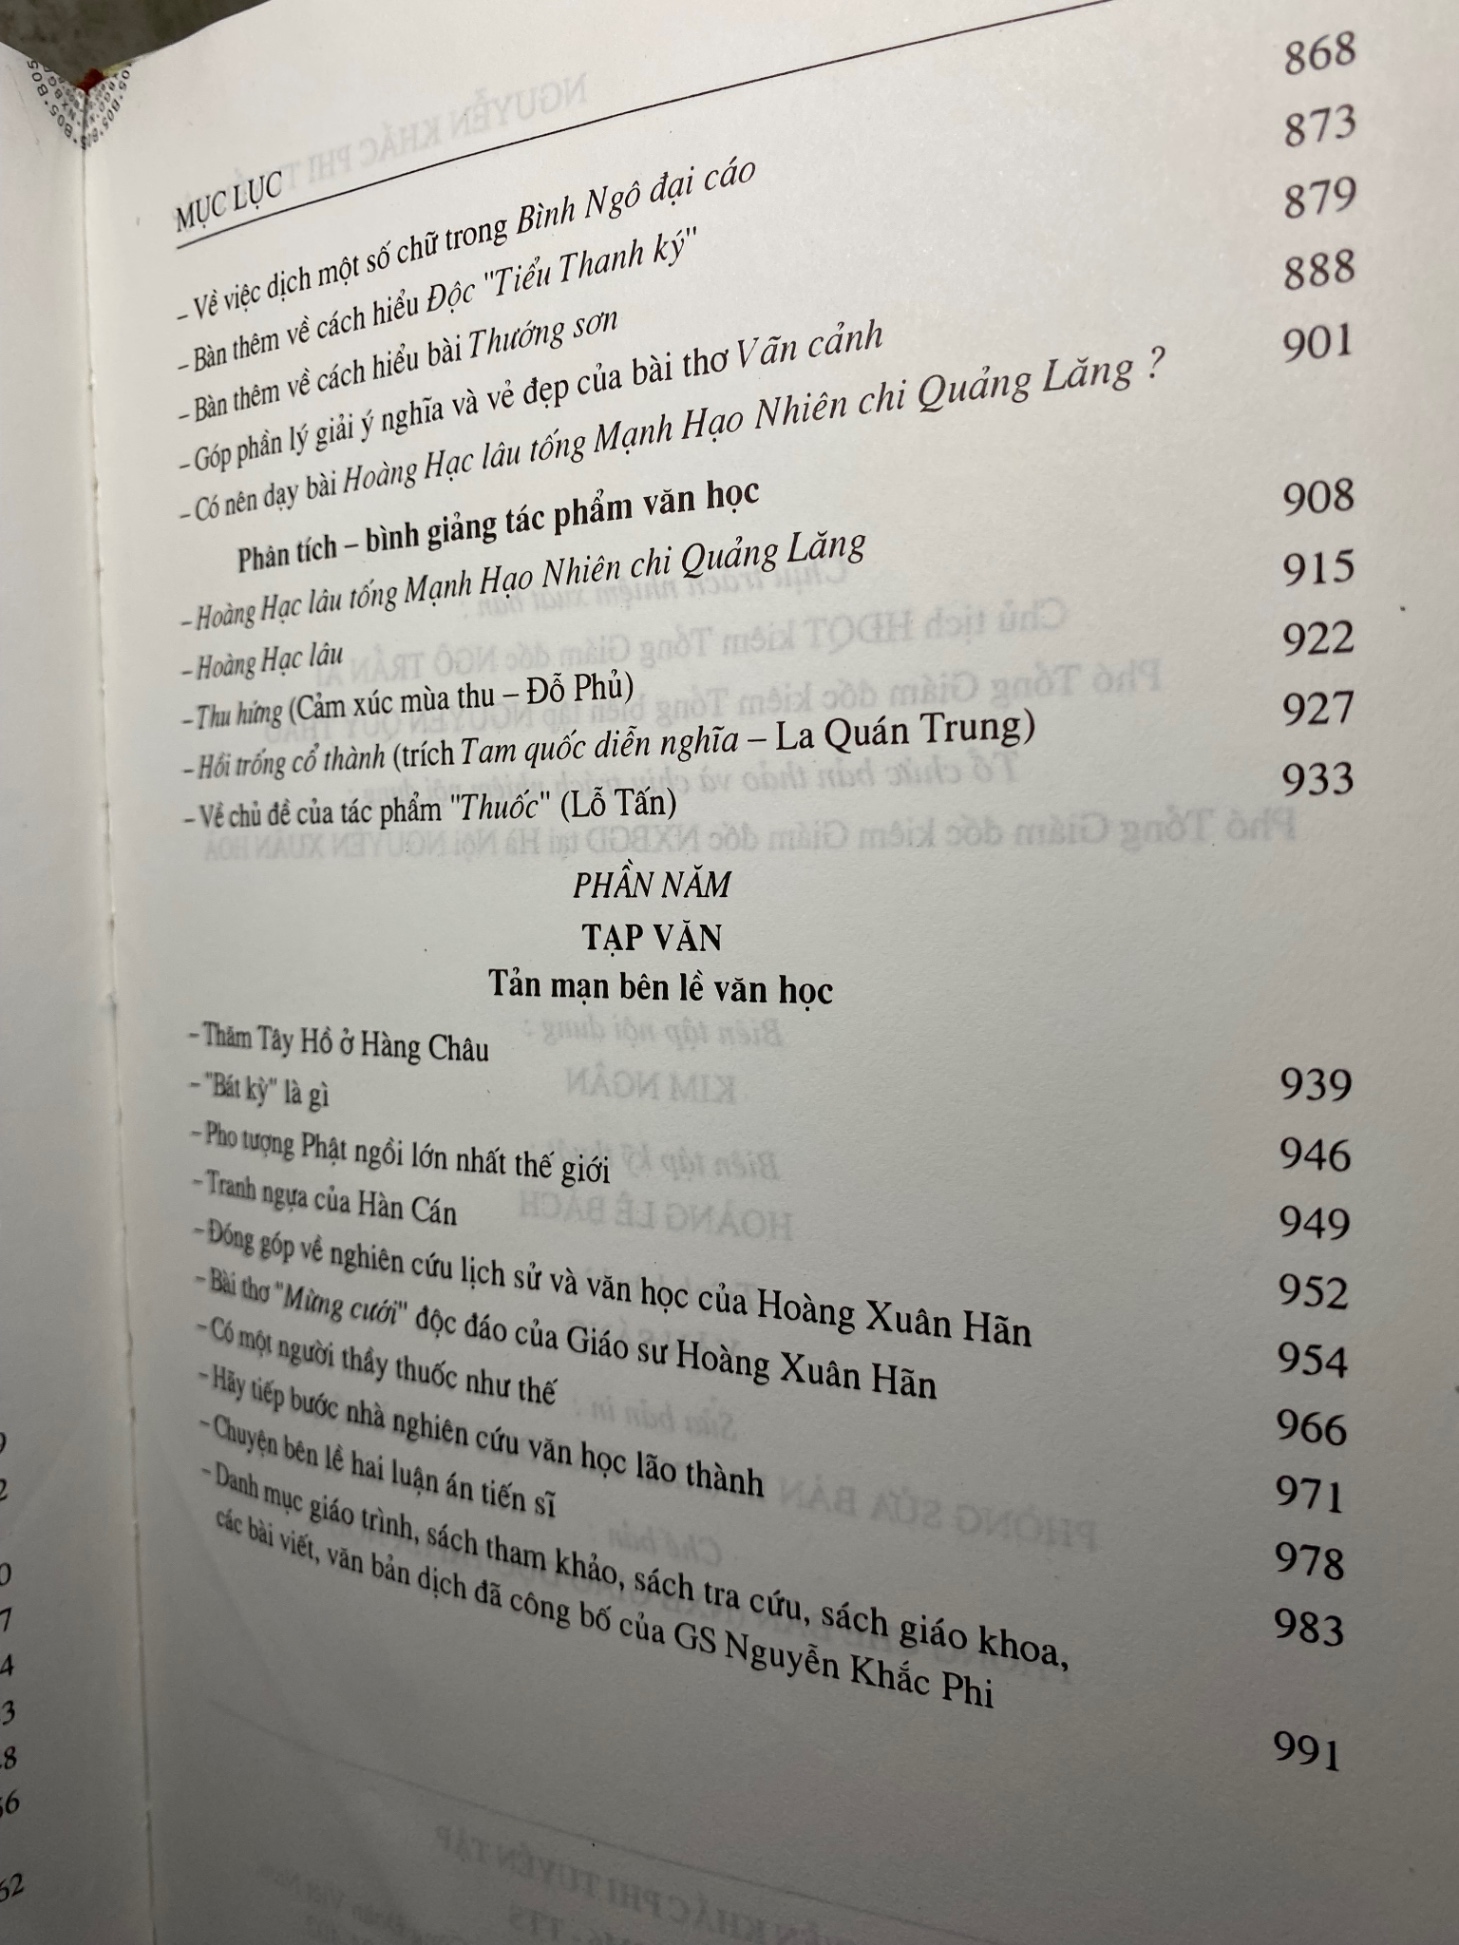 MỤC LỤC
– Về việc dịch một số chữ trong Bình Ngô đại cáo 868
– Bàn thêm về cách hiểu Độc "Tiểu Thanh ký" 873
– Bàn thêm về cách hiểu bài Thướng sơn 879
– Góp phần lý giải ý nghĩa và vẻ đẹp của bài thơ Vãn cảnh 888
– Có nên dạy bài Hoàng Hạc lâu tống Mạnh Hạo Nhiên chi Quảng Lăng ? 901
Phân tích – bình giảng tác phẩm văn học
– Hoàng Hạc lâu tống Mạnh Hạo Nhiên chi Quảng Lăng 908
– Hoàng Hạc lâu 915
– Thu hứng (Cảm xúc mùa thu – Đỗ Phủ) 922
– Hồi trống cổ thành (trích Tam quốc diễn nghĩa – La Quán Trung) 927
– Về chủ đề của tác phẩm "Thuốc" (Lỗ Tấn) 933
PHẦN NĂM
TẠP VĂN
Tản mạn bên lề văn học
– Thăm Tây Hồ ở Hàng Châu 939
– "Bát kỳ" là gì 946
– Pho tượng Phật ngồi lớn nhất thế giới 949
– Tranh ngựa của Hàn Cán 952
– Đóng góp về nghiên cứu lịch sử và văn học của Hoàng Xuân Hãn 954
– Bài thơ "Mừng cưới" độc đáo của Giáo sư Hoàng Xuân Hãn 966
– Có một người thầy thuốc như thế 971
– Hãy tiếp bước nhà nghiên cứu văn học lão thành 978
– Chuyện bên lề hai luận án tiến sĩ 983
– Danh mục giáo trình, sách tham khảo, sách tra cứu, sách giáo khoa,
các bài viết, văn bản dịch đã công bố của GS Nguyễn Khắc Phi 991